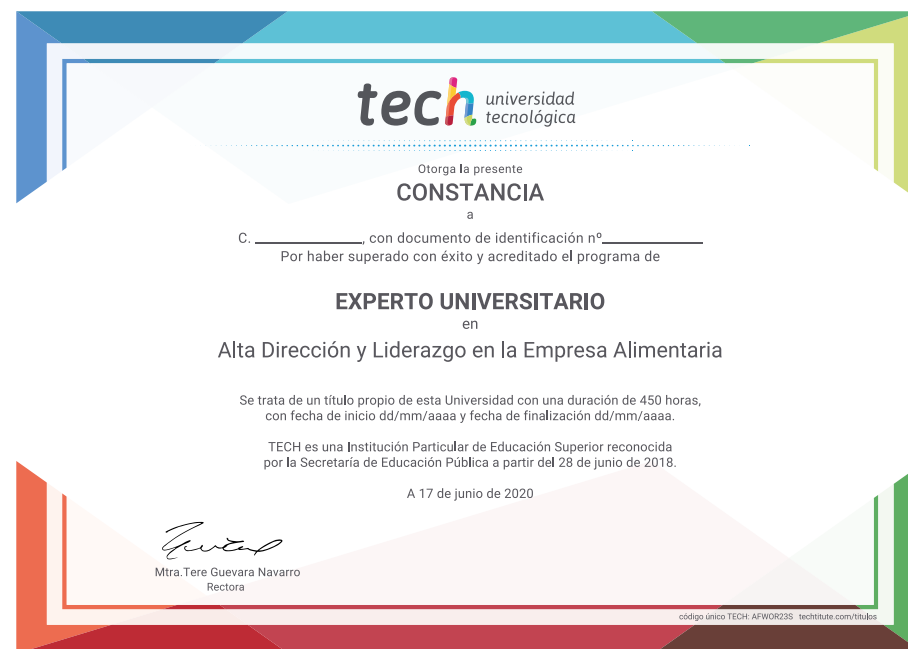 tech universidad
tecnológica
Otorga la presente
CONSTANCIA
a
C. ____________, con documento de identificación nº____________
Por haber superado con éxito y acreditado el programa de
EXPERTO UNIVERSITARIO
en
Alta Dirección y Liderazgo en la Empresa Alimentaria
Se trata de un título propio de esta Universidad con una duración de 450 horas,
con fecha de inicio dd/mm/aaaa y fecha de finalización dd/mm/aaaa.
TECH es una Institución Particular de Educación Superior reconocida
por la Secretaría de Educación Pública a partir del 28 de junio de 2018.
A 17 de junio de 2020
Mtra.Tere Guevara Navarro
Rectora
código único TECH: AFWOR23S techtitute.com/titulos